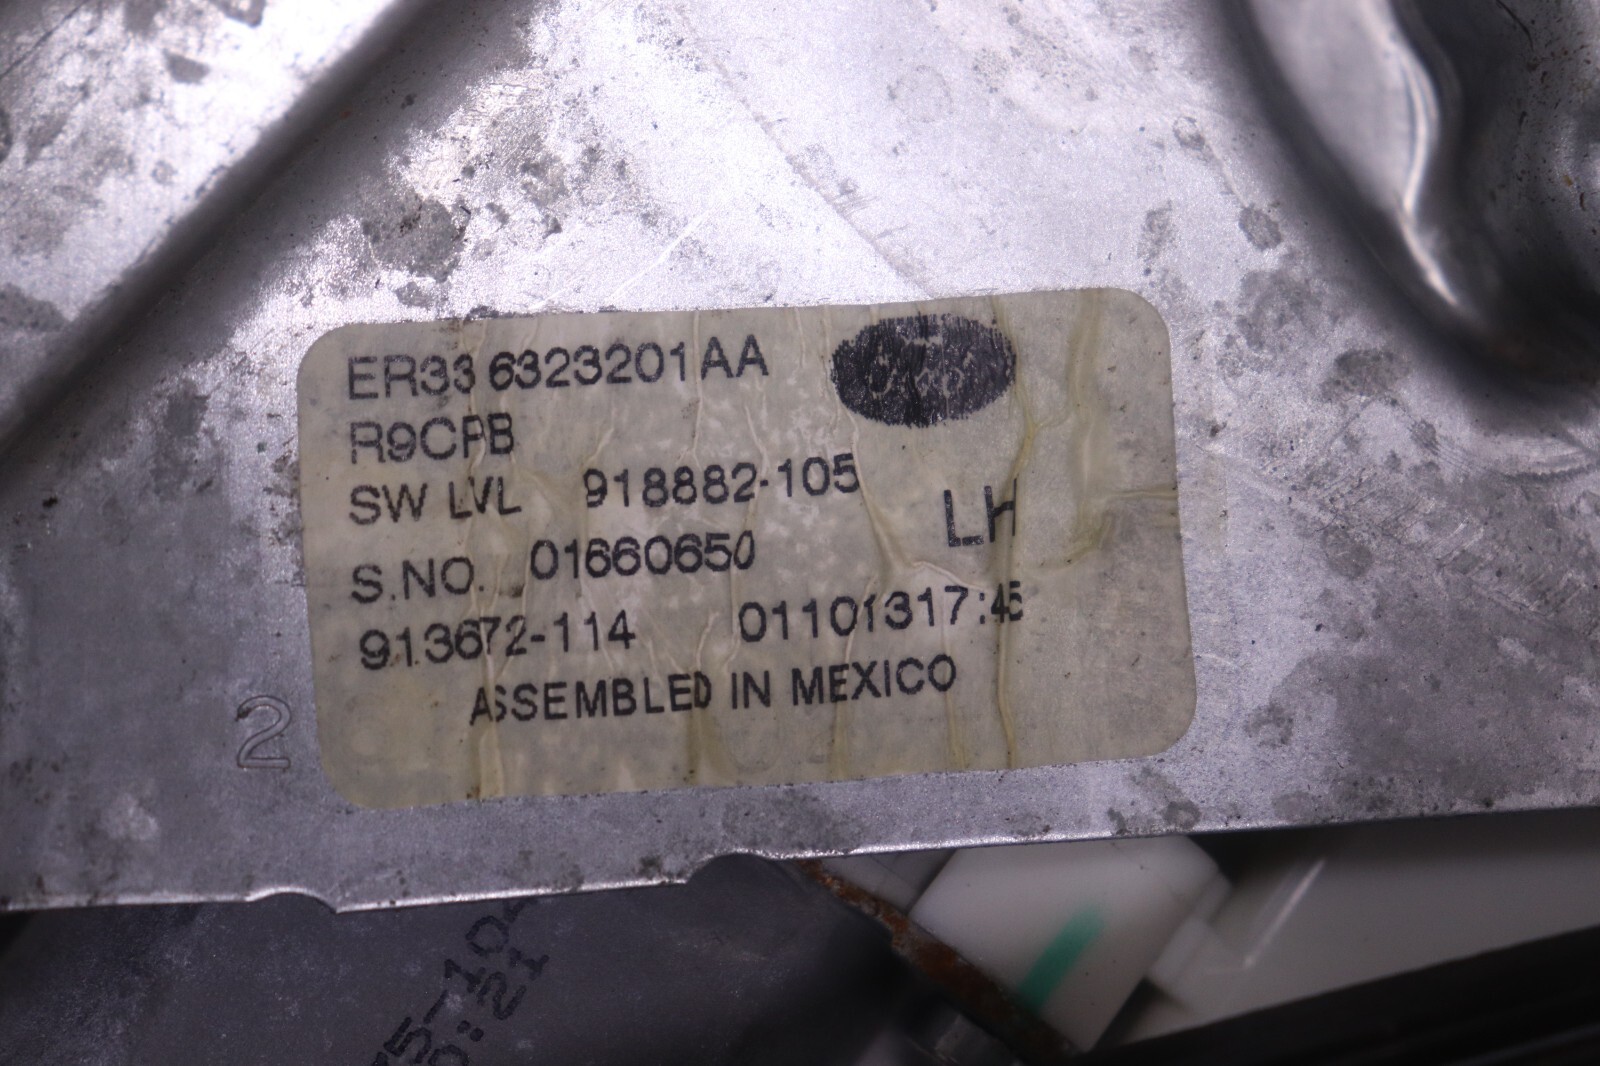 ER33 6323201AA
R9CPB
SW LVL 918882-105
LH
S.NO. 01660650
913672-114 01101317:45
ASSEMBLED IN MEXICO
2